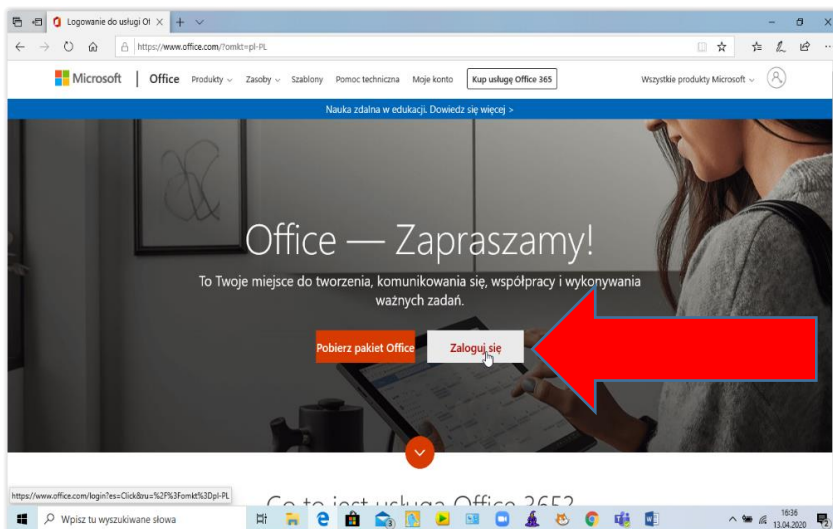 Logowanie do usługi Of
https://www.office.com/?omkt=pl-PL
Microsoft | Office Produkty Zasoby Szablony Pomoc techniczna Moje konto Kup usługę Office 365 Wszystkie produkty Microsoft
Nauka zdalna w edukacji. Dowiedz się więcej >
Office — Zapraszamy!
To Twoje miejsce do tworzenia, komunikowania się, współpracy i wykonywania
ważnych zadań.
Pobierz pakiet Office Zaloguj się
Co to jest usługa Office 365?
https://www.office.com/login?es=Click&ru=%2F%3Fomkt%3Dpl-PL
Wpisz tu wyszukiwane słowa
16:36
13.04.2020